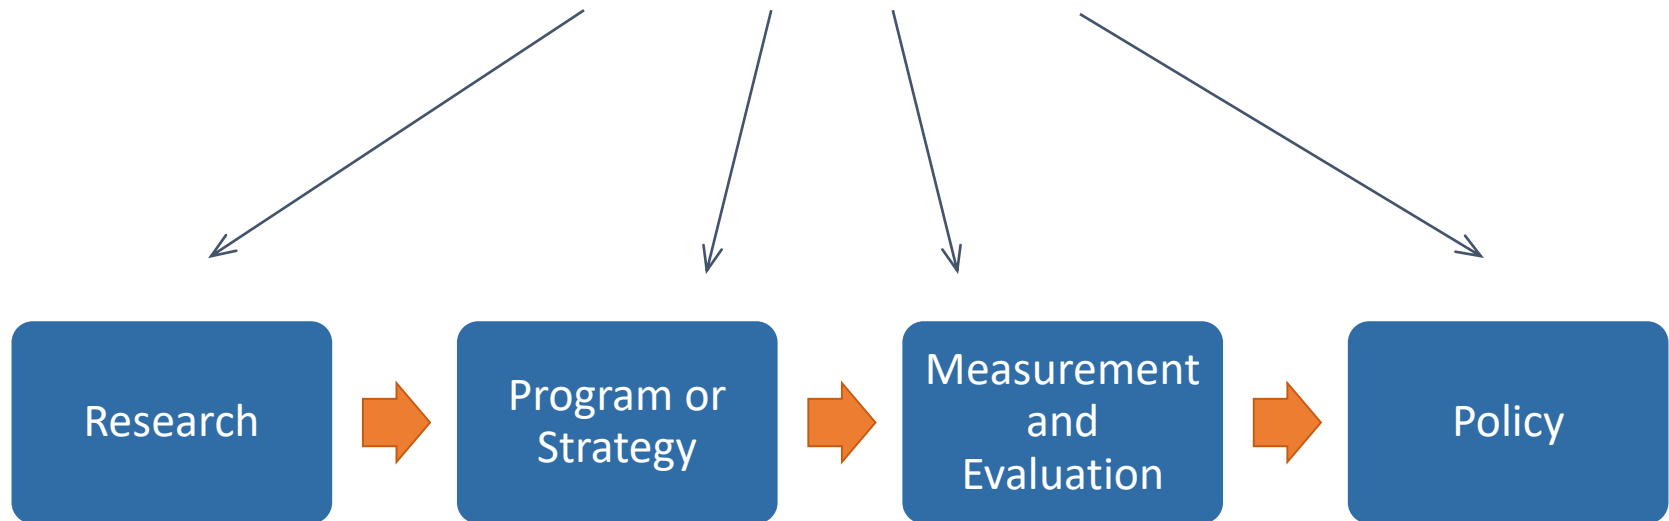 Research
Program or
Strategy
Measurement
and
Evaluation
Policy